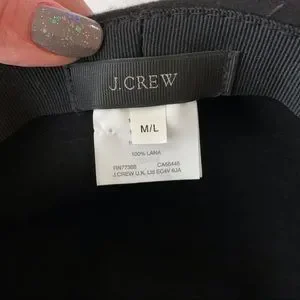 J.CREW
M/L
100% LANA
RN77388 CA56446
J.CREW U.K. Ltd EC4V 6JA